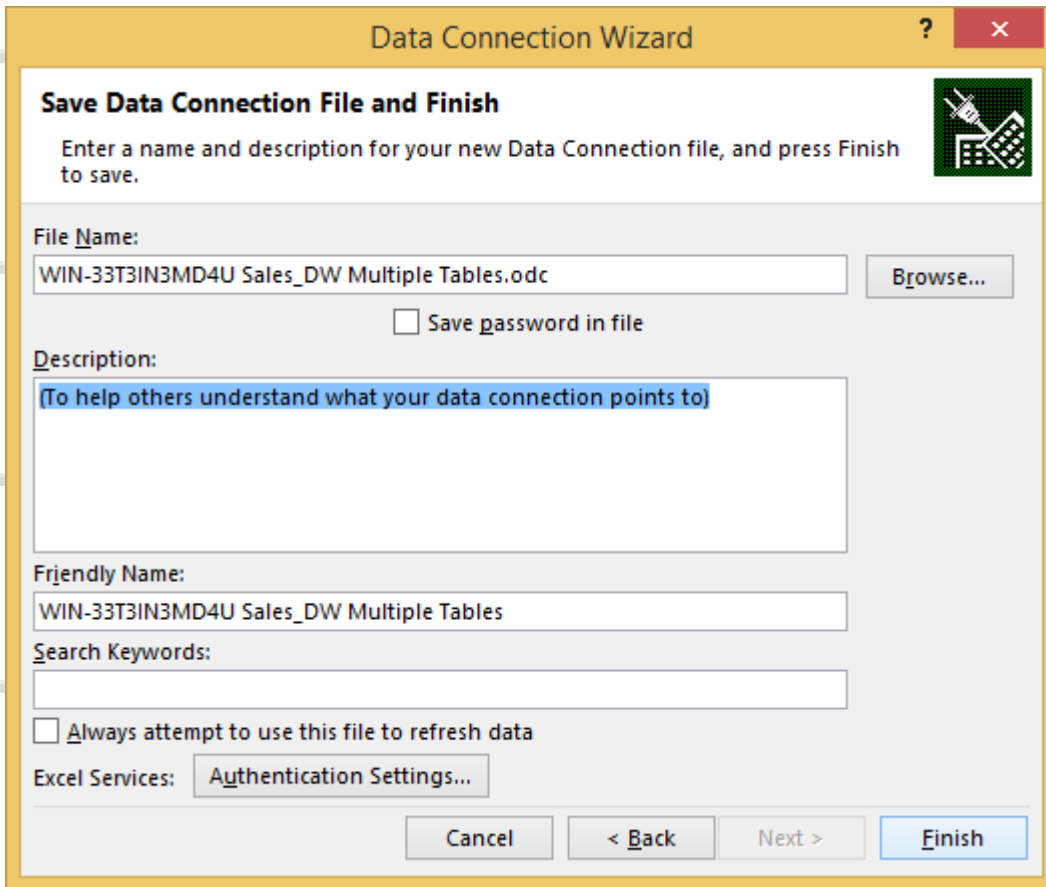 Data Connection Wizard
?
×
Save Data Connection File and Finish
Enter a name and description for your new Data Connection file, and press Finish
to save.
File Name:
WIN-33T3IN3MD4U Sales_DW Multiple Tables.odc
Browse...
Save password in file
Description:
(To help others understand what your data connection points to)
Friendly Name:
WIN-33T3IN3MD4U Sales_DW Multiple Tables
Search Keywords:
Always attempt to use this file to refresh data
Excel Services: Authentication Settings...
Cancel < Back Next > Finish